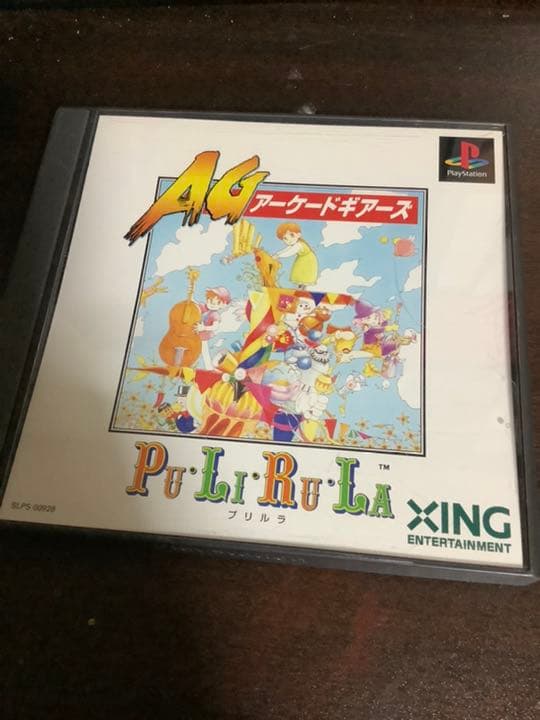 PlayStation
AG アーケードギアーズ
PU·LI·RU·LA ™
プリルラ
SLPS 00928
XING
ENTERTAINMENT